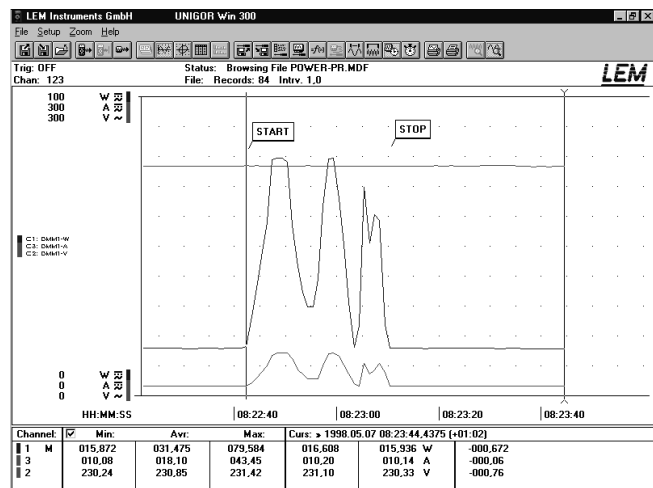 LEM Instruments GmbH UNIGOR Win 300
File Setup Zoom Help
Trig: OFF Status: Browsing File POWER-PR.MDF
Chan: 123 File: Records: 84 Intrv. 1,0
LEM
100 W
300 A
300 V ~
START STOP
C1: DMM1-W
C3: DMM1-A
C2: DMM1-V
0 W
0 A
0 V ~
HH:MM:SS 08:22:40 08:23:00 08:23:20 08:23:40
Channel: Min: Avr: Max: Curs: > 1998.05.07 08:23:44,4375 (+01:02)
1 M 015,872 031,475 079,584 016,608 015,936 W -000,672
3 010,08 018,10 043,45 010,20 010,14 A -000,06
2 230,24 230,85 231,42 231,10 230,33 V -000,76